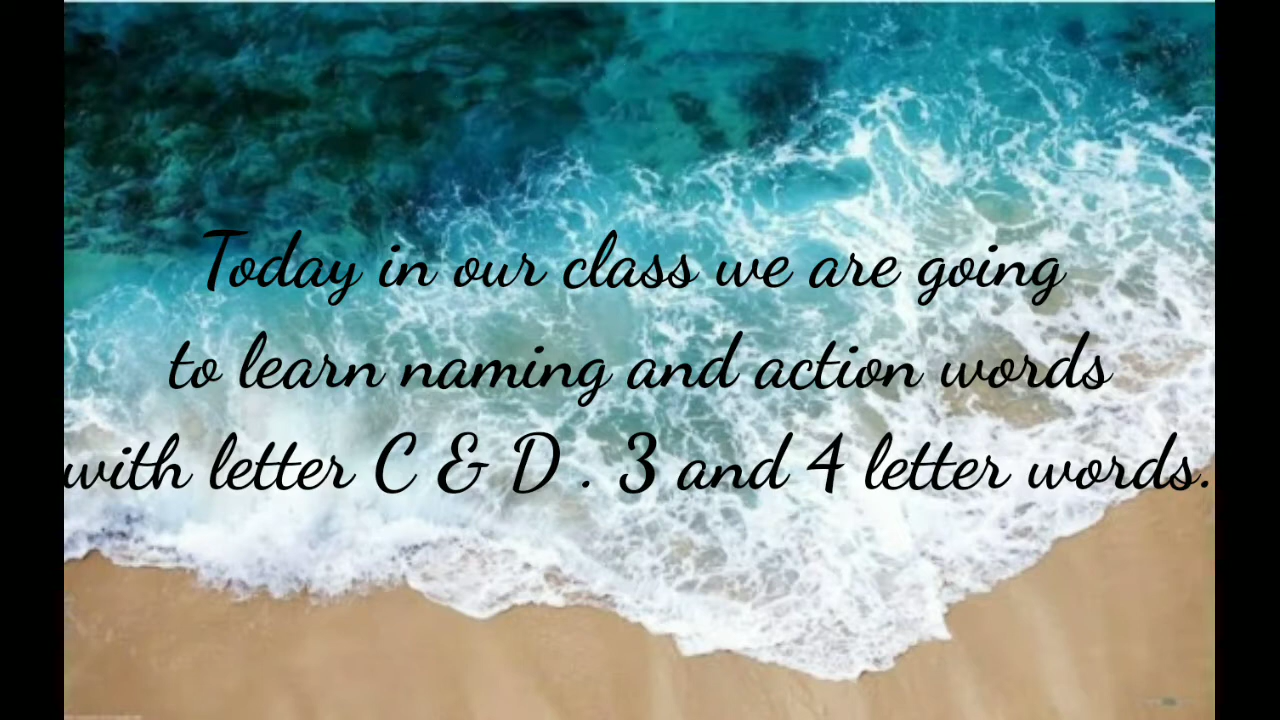 Today in our class we are going
to learn naming and action words
with letter C & D . 3 and 4 letter words.